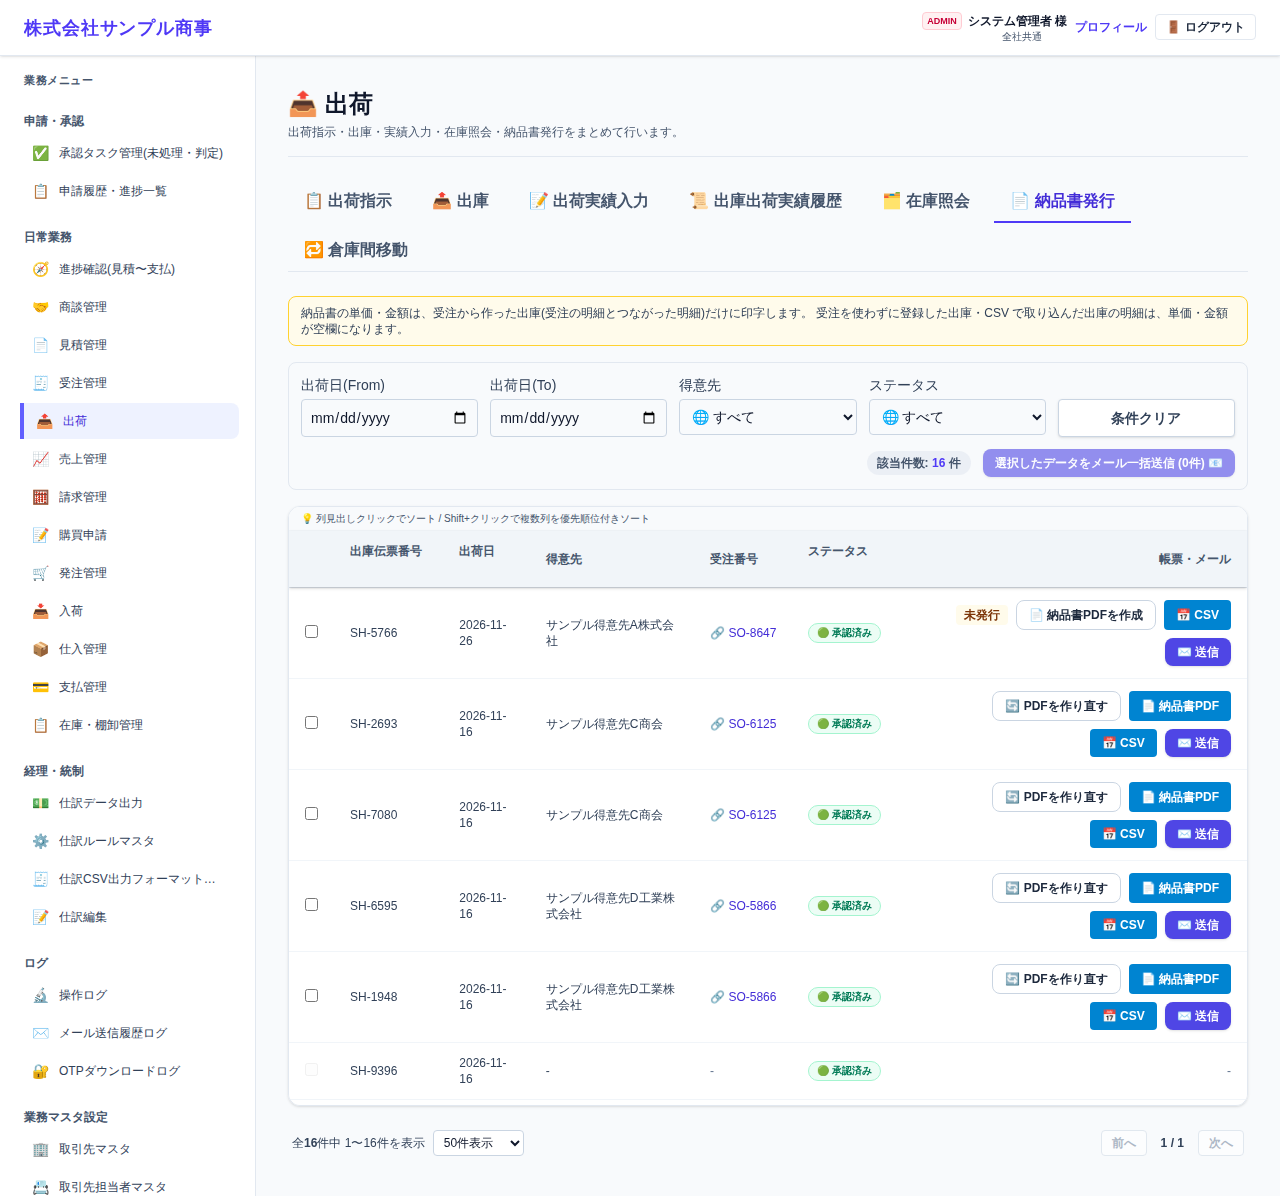 株式会社サンプル商事
ADMIN システム管理者 様
全社共通
プロフィール
🚪 ログアウト
業務メニュー
申請・承認
✅ 承認タスク管理(未処理・判定)
📋 申請履歴・進捗一覧
日常業務
🧭 進捗確認(見積〜支払)
🤝 商談管理
📄 見積管理
🧾 受注管理
📤 出荷
📈 売上管理
🧮 請求管理
📝 購買申請
🛒 発注管理
📥 入荷
📦 仕入管理
💳 支払管理
📋 在庫・棚卸管理
経理・統制
💵 仕訳データ出力
⚙️ 仕訳ルールマスタ
🧾 仕訳CSV出力フォーマット…
📝 仕訳編集
ログ
🔬 操作ログ
✉️ メール送信履歴ログ
🔐 OTPダウンロードログ
業務マスタ設定
🏢 取引先マスタ
📇 取引先担当者マスタ
📤 出荷
出荷指示・出庫・実績入力・在庫照会・納品書発行をまとめて行います。
📋 出荷指示 📤 出庫 📝 出荷実績入力 📜 出庫出荷実績履歴 🗂️ 在庫照会 📄 納品書発行
🔁 倉庫間移動
納品書の単価・金額は、受注から作った出庫(受注の明細とつながった明細)だけに印字します。 受注を使わずに登録した出庫・CSV で取り込んだ出庫の明細は、単価・金額
が空欄になります。
出荷日(From) 出荷日(To) 得意先 ステータス
mm/dd/yyyy mm/dd/yyyy 🌐 すべて 🌐 すべて 条件クリア
該当件数: 16 件 選択したデータをメール一括送信 (0件) 📧
💡 列見出しクリックでソート / Shift+クリックで複数列を優先順位付きソート
出庫伝票番号 出荷日 得意先 受注番号 ステータス 帳票・メール
SH-5766 2026-11-26 サンプル得意先A株式会社 🔗 SO-8647 🟢 承認済み 未発行 📄 納品書PDFを作成 📅 CSV
✉️ 送信
SH-2693 2026-11-16 サンプル得意先C商会 🔗 SO-6125 🟢 承認済み 🔄 PDFを作り直す 📄 納品書PDF
📅 CSV ✉️ 送信
SH-7080 2026-11-16 サンプル得意先C商会 🔗 SO-6125 🟢 承認済み 🔄 PDFを作り直す 📄 納品書PDF
📅 CSV ✉️ 送信
SH-6595 2026-11-16 サンプル得意先D工業株式会社 🔗 SO-5866 🟢 承認済み 🔄 PDFを作り直す 📄 納品書PDF
📅 CSV ✉️ 送信
SH-1948 2026-11-16 サンプル得意先D工業株式会社 🔗 SO-5866 🟢 承認済み 🔄 PDFを作り直す 📄 納品書PDF
📅 CSV ✉️ 送信
SH-9396 2026-11-16 - - 🟢 承認済み -
全16件中 1〜16件を表示 50件表示 前へ 1 / 1 次へ